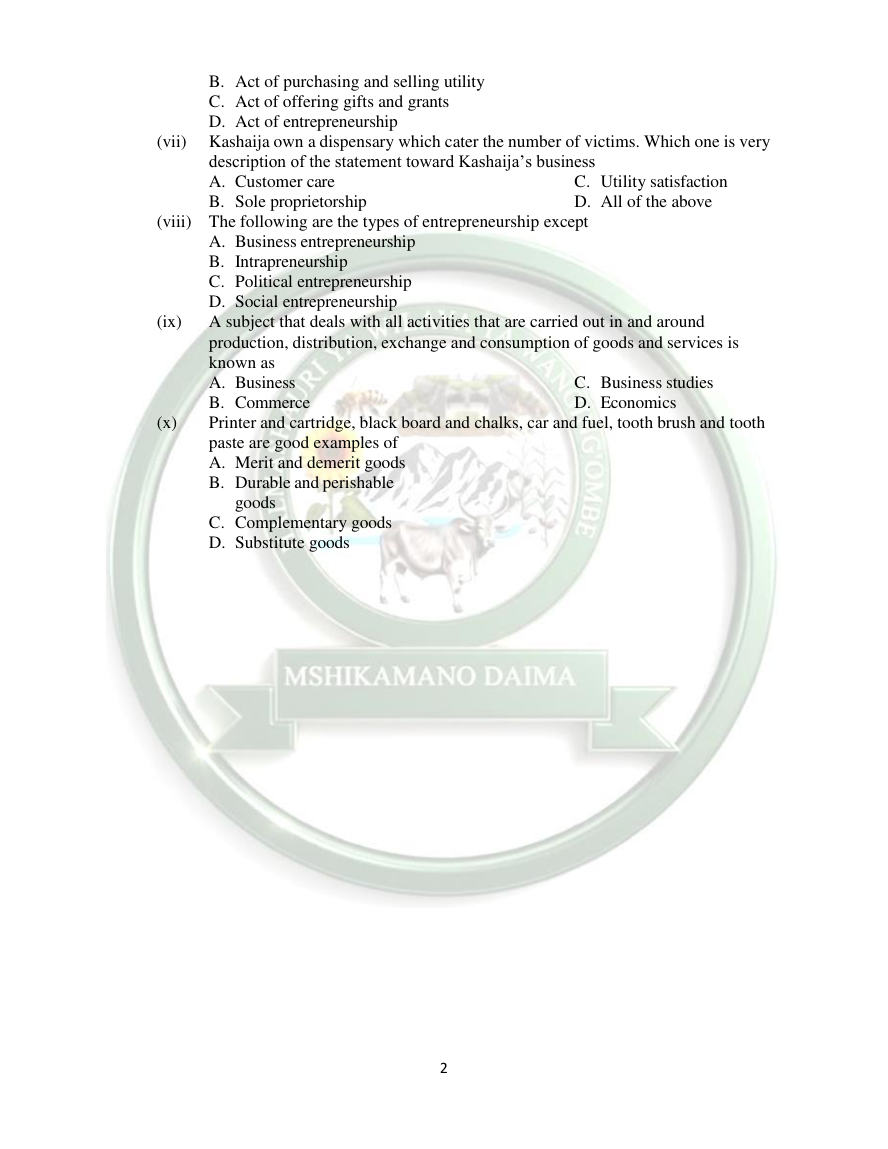 B. Act of purchasing and selling utility
C. Act of offering gifts and grants
D. Act of entrepreneurship
(vii) Kashaija own a dispensary which cater the number of victims. Which one is very
description of the statement toward Kashaija’s business
A. Customer care C. Utility satisfaction
B. Sole proprietorship D. All of the above
(viii) The following are the types of entrepreneurship except
A. Business entrepreneurship
B. Intrapreneurship
C. Political entrepreneurship
D. Social entrepreneurship
(ix) A subject that deals with all activities that are carried out in and around
production, distribution, exchange and consumption of goods and services is
known as
A. Business C. Business studies
B. Commerce D. Economics
(x) Printer and cartridge, black board and chalks, car and fuel, tooth brush and tooth
paste are good examples of
A. Merit and demerit goods
B. Durable and perishable
goods
C. Complementary goods
D. Substitute goods
MSHIKAMANO DAIMA
2